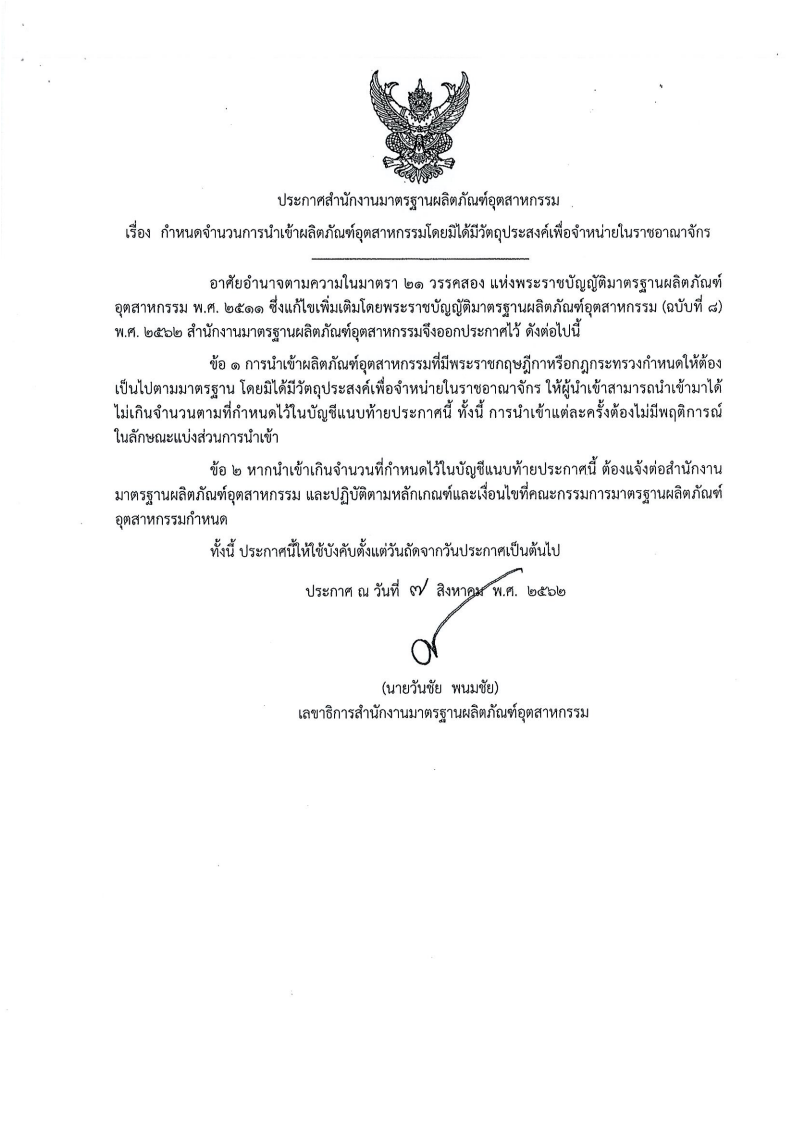 ประกาศสำนักงานมาตรฐานผลิตภัณฑ์อุตสาหกรรม
เรื่อง กำหนดจำนวนการนำเข้าผลิตภัณฑ์อุตสาหกรรมโดยมิได้มีวัตถุประสงค์เพื่อจำหน่ายในราชอาณาจักร
อาศัยอำนาจตามความในมาตรา ๒๑ วรรคสอง แห่งพระราชบัญญัติมาตรฐานผลิตภัณฑ์
อุตสาหกรรม พ.ศ. ๒๕๑๑ ซึ่งแก้ไขเพิ่มเติมโดยพระราชบัญญัติมาตรฐานผลิตภัณฑ์อุตสาหกรรม (ฉบับที่ ๘)
พ.ศ. ๒๕๖๒ สำนักงานมาตรฐานผลิตภัณฑ์อุตสาหกรรมจึงออกประกาศไว้ ดังต่อไปนี้
ข้อ ๑ การนำเข้าผลิตภัณฑ์อุตสาหกรรมที่มีพระราชกฤษฎีกาหรือกฎกระทรวงกำหนดให้ต้อง
เป็นไปตามมาตรฐาน โดยมิได้มีวัตถุประสงค์เพื่อจำหน่ายในราชอาณาจักร ให้ผู้นำเข้าสามารถนำเข้ามาได้
ไม่เกินจำนวนตามที่กำหนดไว้ในบัญชีแนบท้ายประกาศนี้ ทั้งนี้ การนำเข้าแต่ละครั้งต้องไม่มีพฤติการณ์
ในลักษณะแบ่งส่วนการนำเข้า
ข้อ ๒ หากนำเข้าเกินจำนวนที่กำหนดไว้ในบัญชีแนบท้ายประกาศนี้ ต้องแจ้งต่อสำนักงาน
มาตรฐานผลิตภัณฑ์อุตสาหกรรม และปฏิบัติตามหลักเกณฑ์และเงื่อนไขที่คณะกรรมการมาตรฐานผลิตภัณฑ์
อุตสาหกรรมกำหนด
ทั้งนี้ ประกาศนี้ให้ใช้บังคับตั้งแต่วันถัดจากวันประกาศเป็นต้นไป
ประกาศ ณ วันที่ ๗ สิงหาคม พ.ศ. ๒๕๖๒
(นายวันชัย พนมชัย)
เลขาธิการสำนักงานมาตรฐานผลิตภัณฑ์อุตสาหกรรม